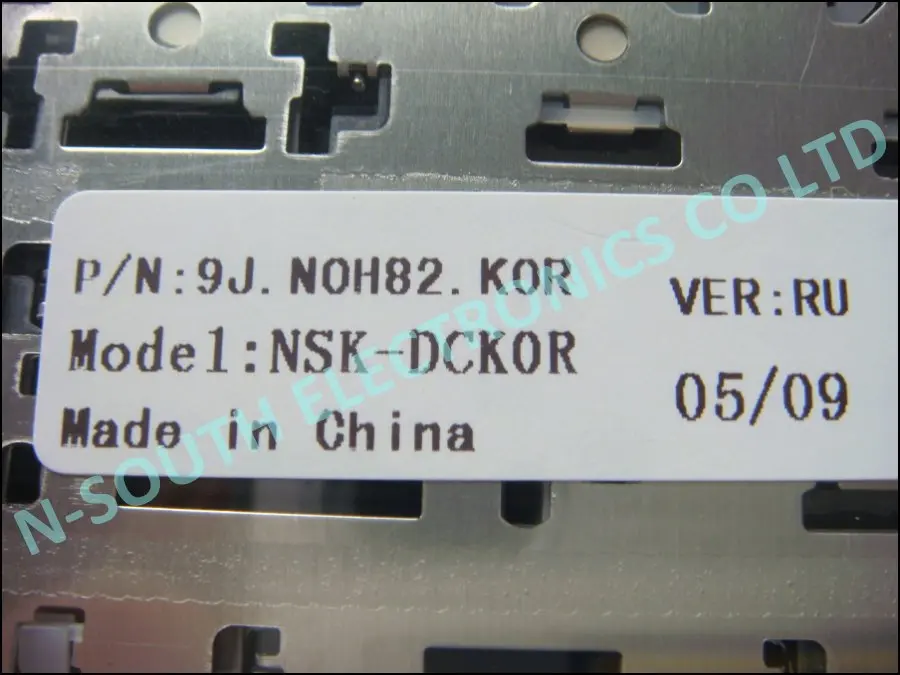 P/N:9J.N0H82.K0R
VER:RU
Model:NSK-DCK0R
05/09
Made in China
N-SOUTH ELECTRONICS CO LTD